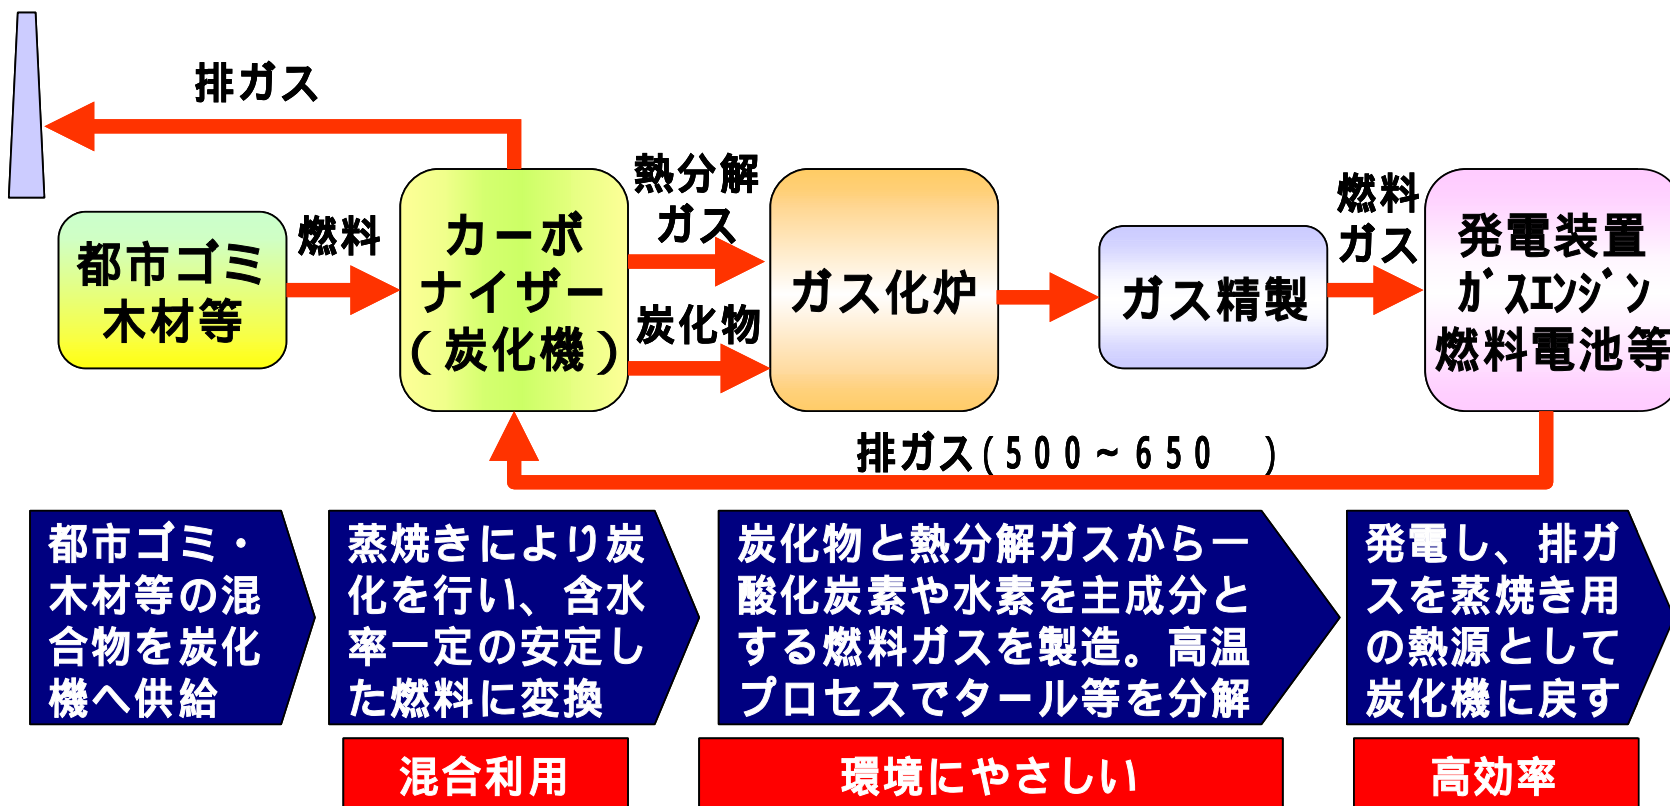 排ガス
都市ゴミ
木材等
燃料
カーボ
ナイザー
(炭化機)
熱分解
ガス
炭化物
ガス化炉
ガス精製
燃料
ガス
発電装置
ガスエンジン
燃料電池等
排ガス(500~650 )
都市ゴミ・
木材等の混
合物を炭化
機へ供給
蒸焼きにより炭
化を行い、含水
率一定の安定し
た燃料に変換
炭化物と熱分解ガスから一
酸化炭素や水素を主成分と
する燃料ガスを製造。高温
プロセスでタール等を分解
発電し、排ガ
スを蒸焼き用
の熱源として
炭化機に戻す
混合利用
環境にやさしい
高効率